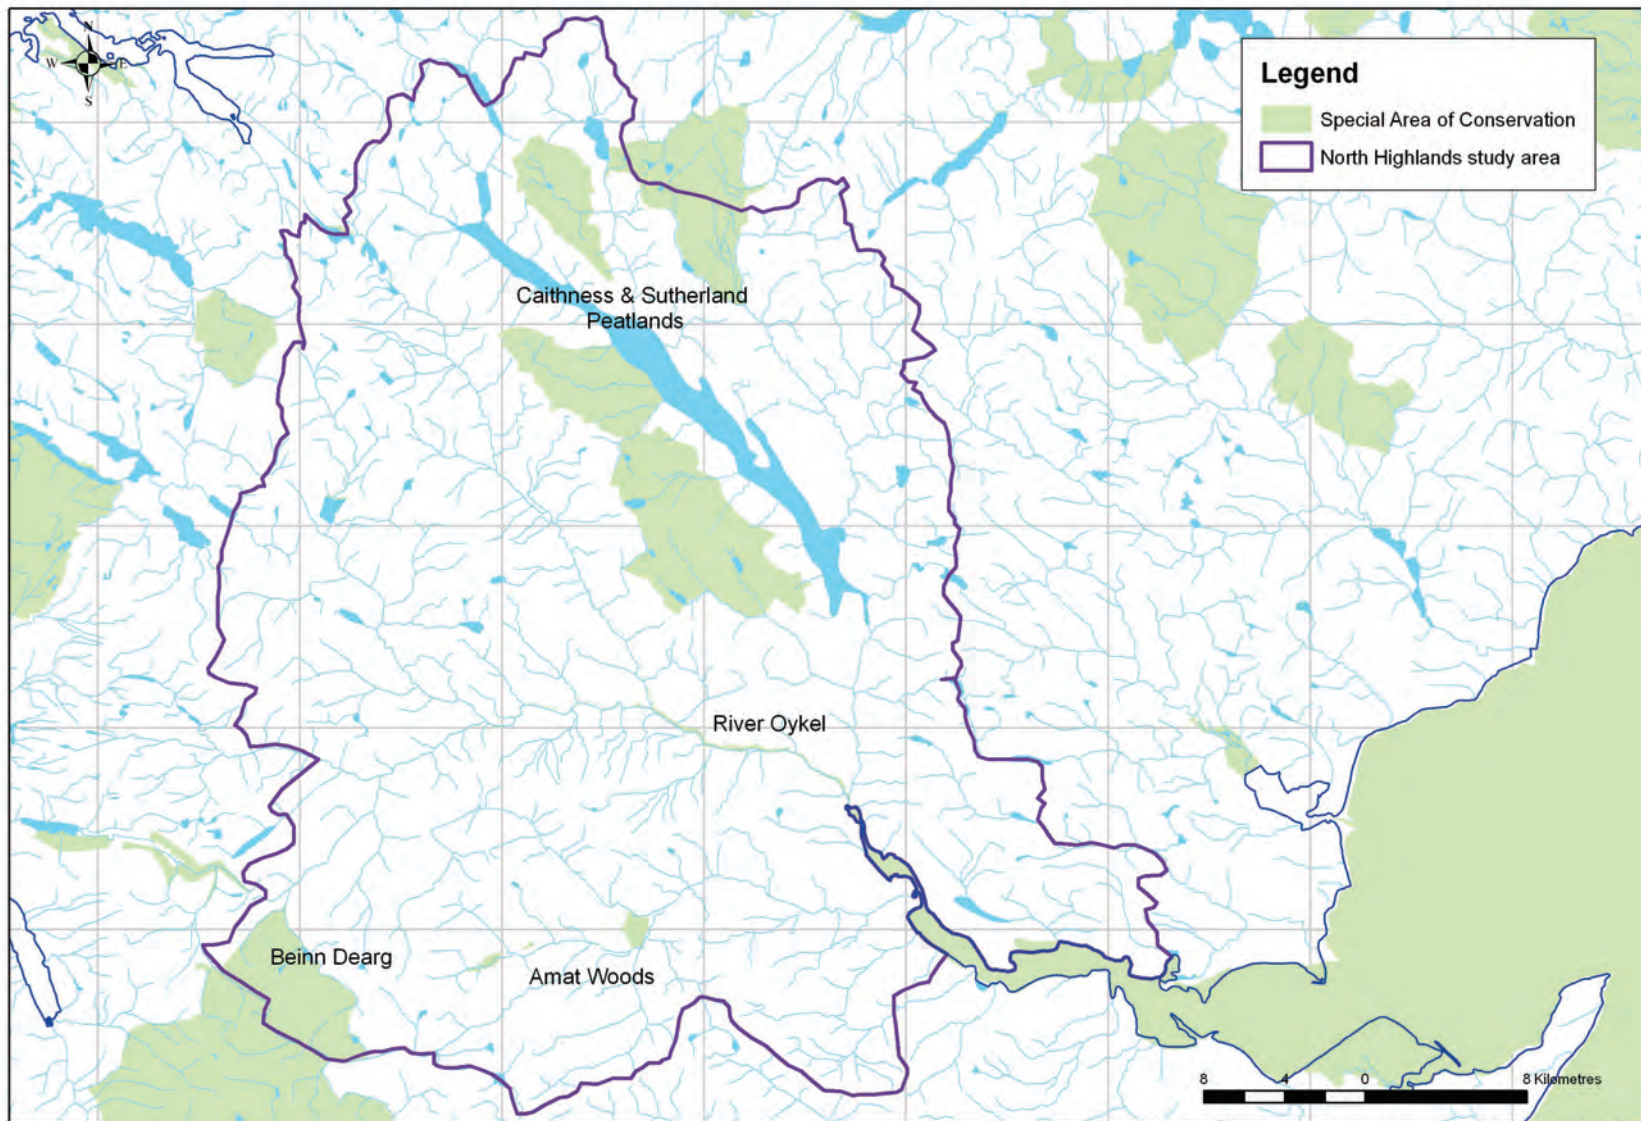 N
W E
S
Legend
Special Area of Conservation
North Highlands study area
Caithness & Sutherland
Peatlands
River Oykel
Beinn Dearg
Amat Woods
8 4 0 8 Kilometres